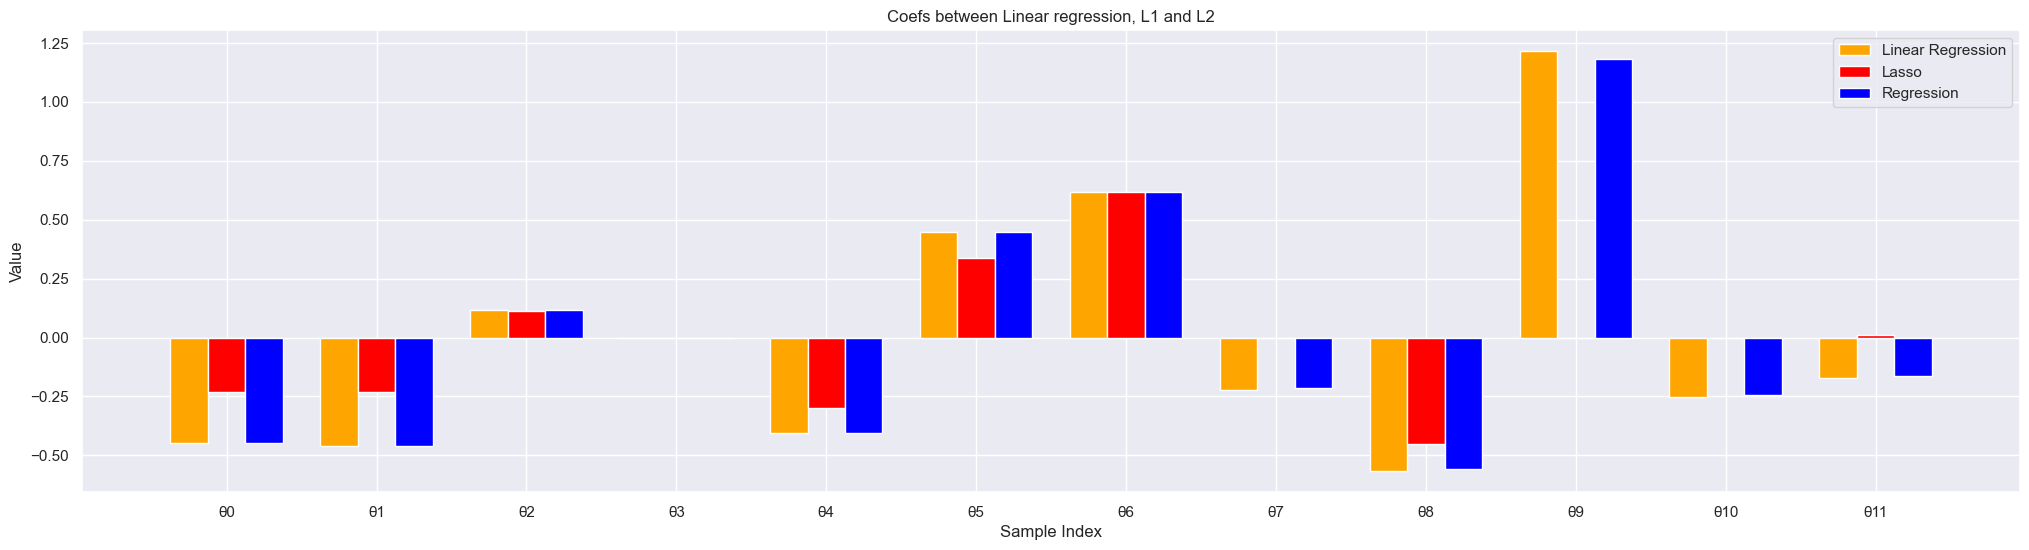 Coefs between Linear regression, L1 and L2
1.25
1.00
0.75
0.50
0.25
0.00
−0.25
−0.50
Value
Linear Regression
Lasso
Regression
θ0 θ1 θ2 θ3 θ4 θ5 θ6 θ7 θ8 θ9 θ10 θ11
Sample Index